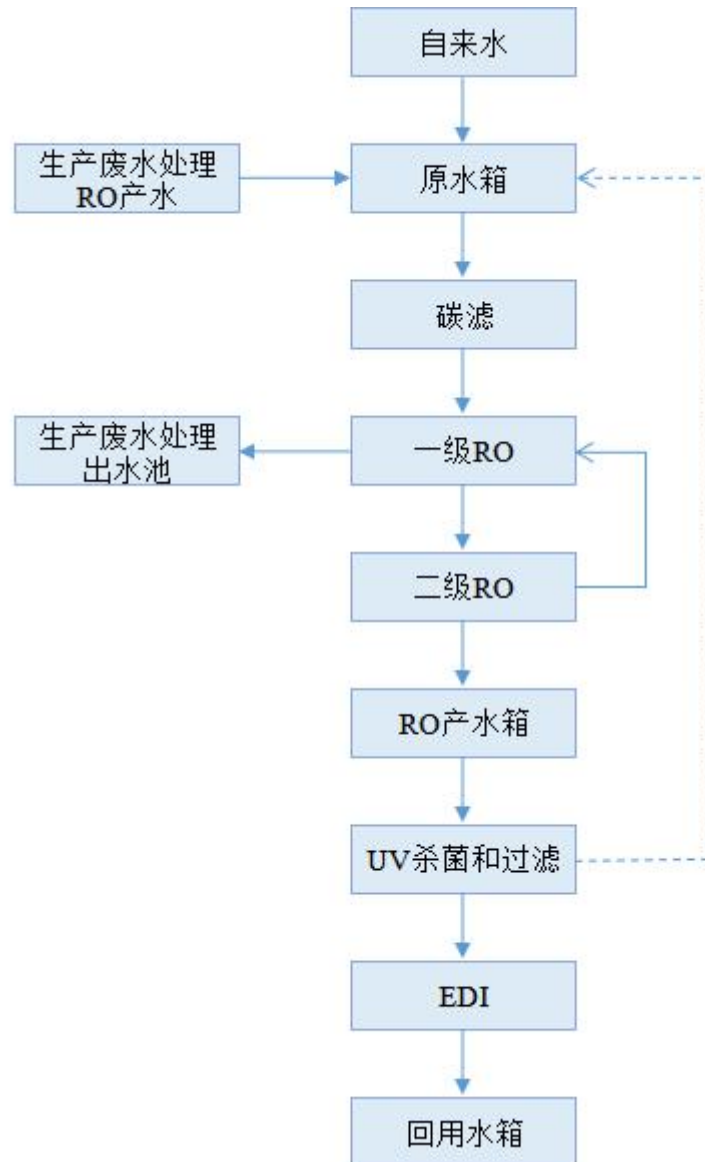 自来水
生产废水处理
RO产水
原水箱
碳滤
生产废水处理
出水池
一级RO
二级RO
RO产水箱
UV杀菌和过滤
EDI
回用水箱